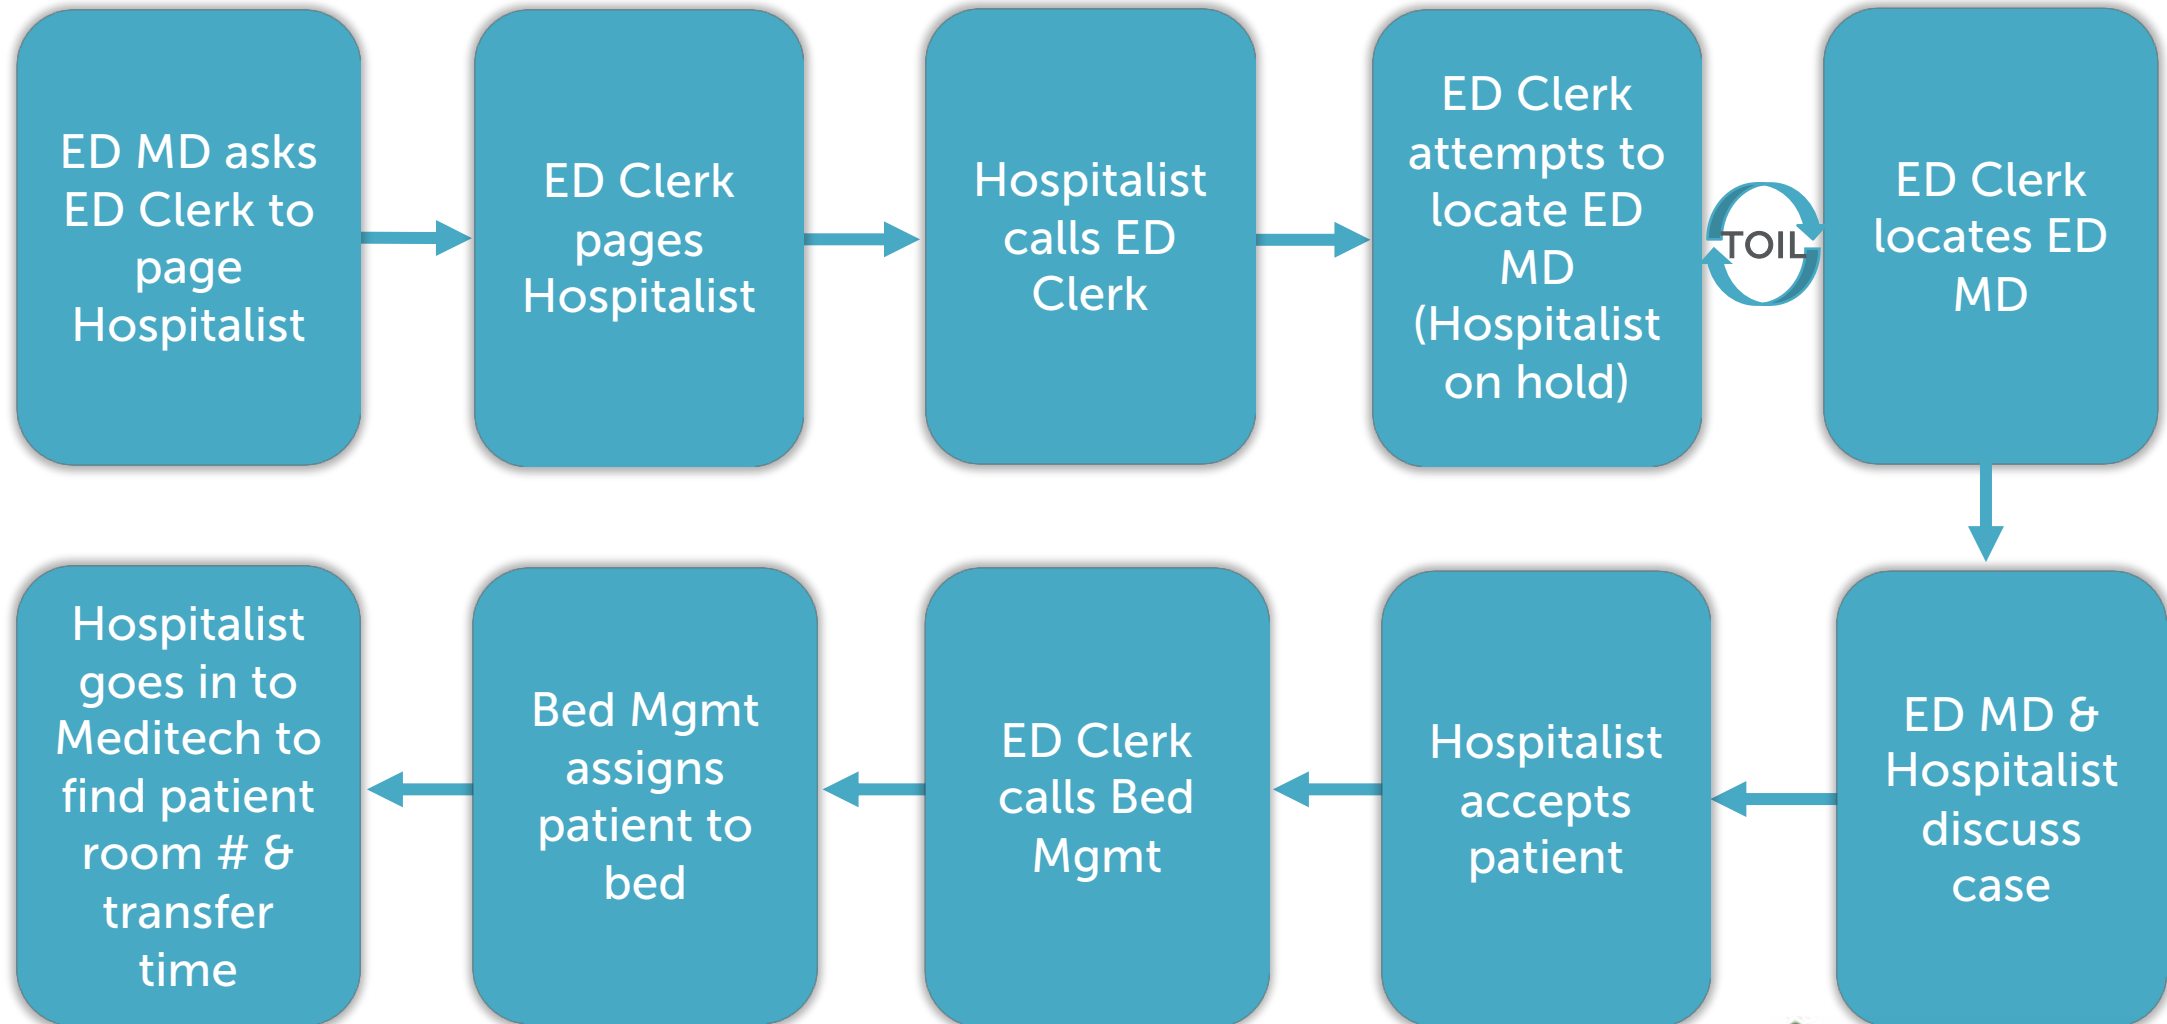 ED MD asks
ED Clerk to
page
Hospitalist
ED Clerk
pages
Hospitalist
Hospitalist
calls ED
Clerk
ED Clerk
attempts to
locate ED
MD
(Hospitalist
on hold)
TOIL
ED Clerk
locates ED
MD
ED MD &
Hospitalist
discuss
case
Hospitalist
accepts
patient
ED Clerk
calls Bed
Mgmt
Bed Mgmt
assigns
patient to
bed
Hospitalist
goes in to
Meditech to
find patient
room # &
transfer
time